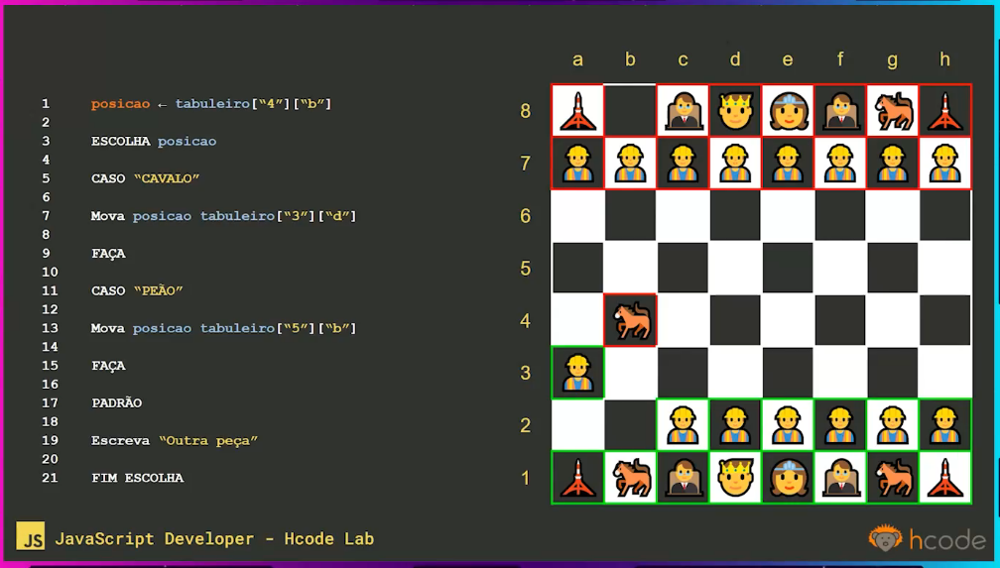 a b c d e f g h
1 posicao ← tabuleiro[“4”][“b”]
2
3 ESCOLHA posicao
4
5 CASO “CAVALO”
6
7 Mova posicao tabuleiro[“3”][“d”]
8
9 FAÇA
10
11 CASO “PEÃO”
12
13 Mova posicao tabuleiro[“5”][“b”]
14
15 FAÇA
16
17 PADRÃO
18
19 Escreva “Outra peça”
20
21 FIM ESCOLHA
8
7
6
5
4
3
2
1
JS JavaScript Developer - Hcode Lab
hcode